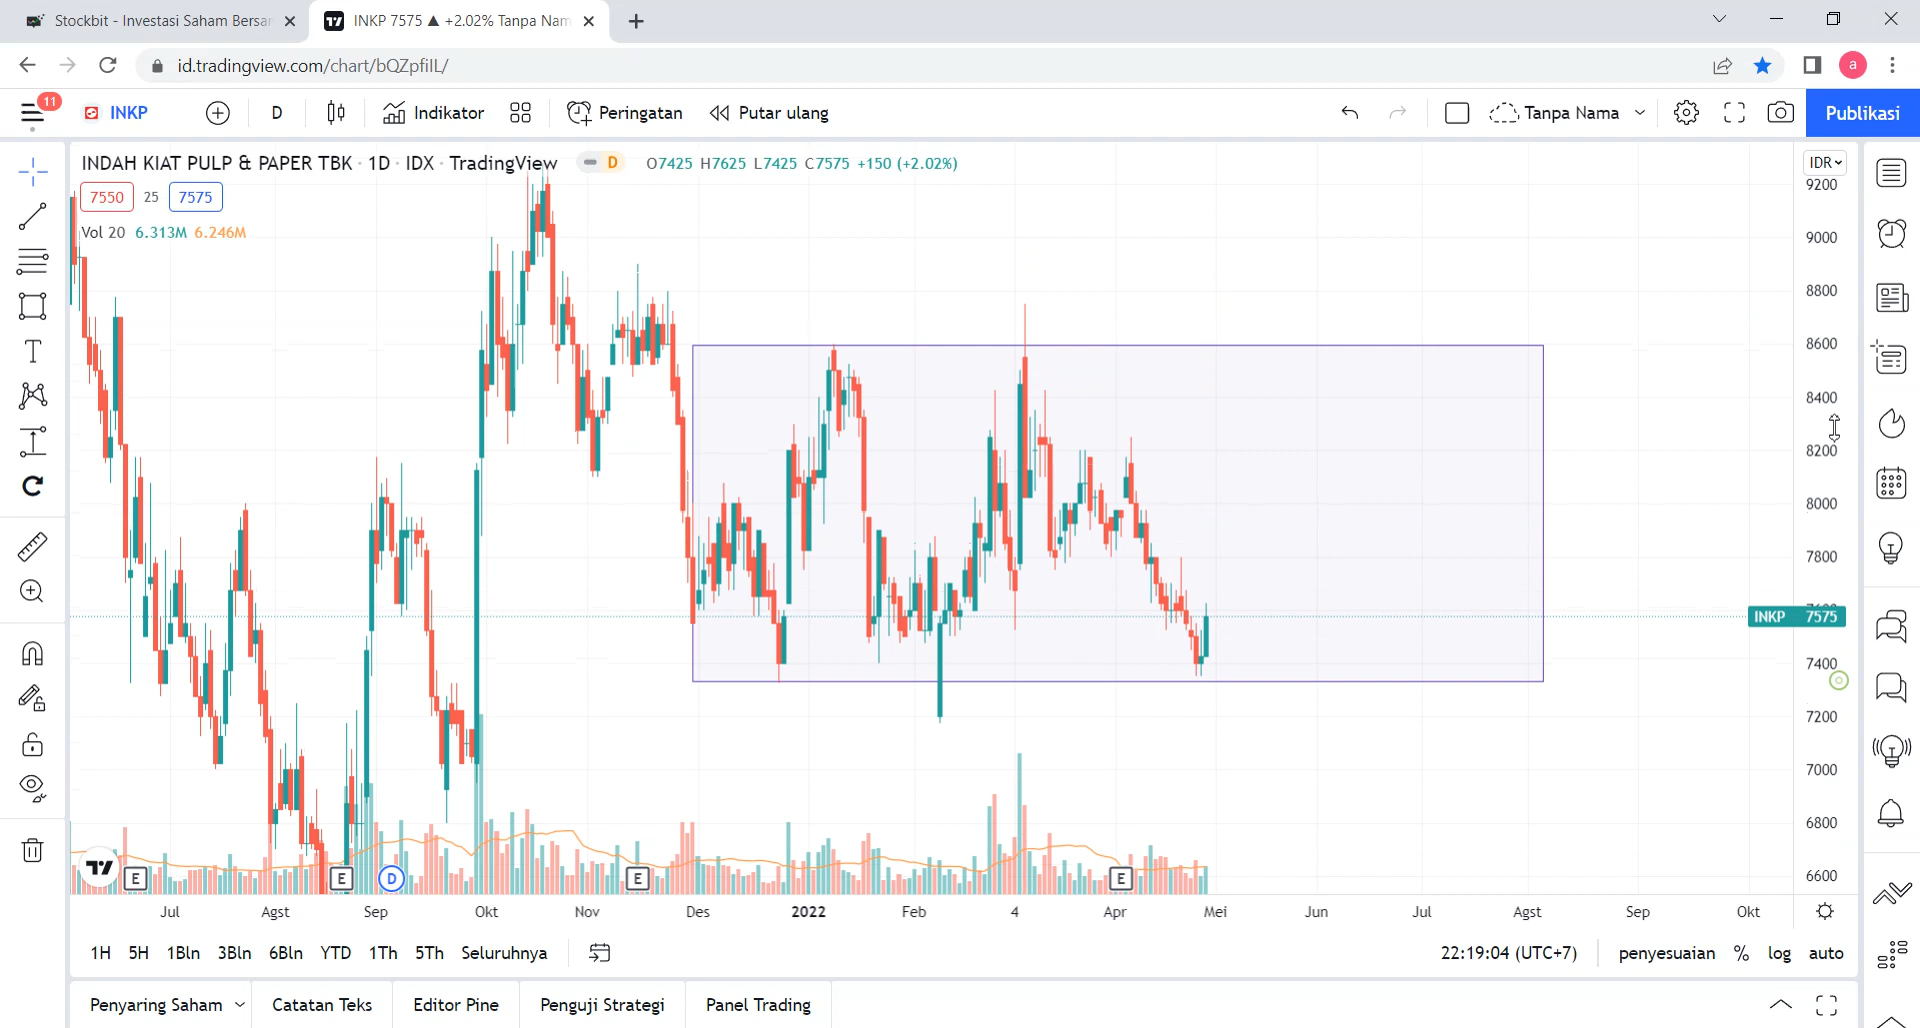 Stockbit - Investasi Saham Bersar
INKP 7575 ▲ +2.02% Tanpa Nam
id.tradingview.com/chart/bQZpfiIL/
a
11
INKP
D
Indikator
Peringatan
Putar ulang
Tanpa Nama
Publikasi
INDAH KIAT PULP & PAPER TBK · 1D · IDX · TradingView
D
O7425 H7625 L7425 C7575 +150 (+2.02%)
IDR
7550 25 7575
Vol 20 6.313M 6.246M
9200
9000
8800
8600
8400
8200
8000
7800
7600
INKP 7575
7400
7200
7000
6800
6600
E E D E E
Jul Agst Sep Okt Nov Des 2022 Feb 4 Apr Mei Jun Jul Agst Sep Okt
1H 5H 1Bln 3Bln 6Bln YTD 1Th 5Th Seluruhnya
22:19:04 (UTC+7) penyesuaian % log auto
Penyaring Saham Catatan Teks Editor Pine Penguji Strategi Panel Trading